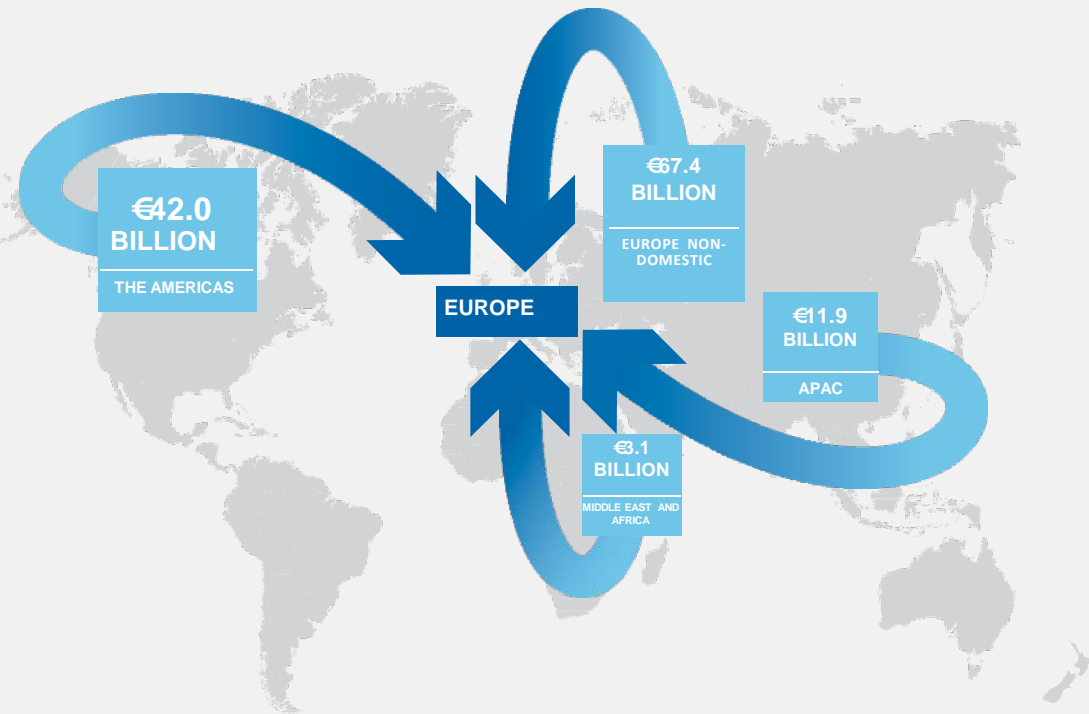 €42.0
BILLION
THE AMERICAS
€67.4
BILLION
EUROPE NON-
DOMESTIC
EUROPE
€11.9
BILLION
APAC
€3.1
BILLION
MIDDLE EAST AND
AFRICA